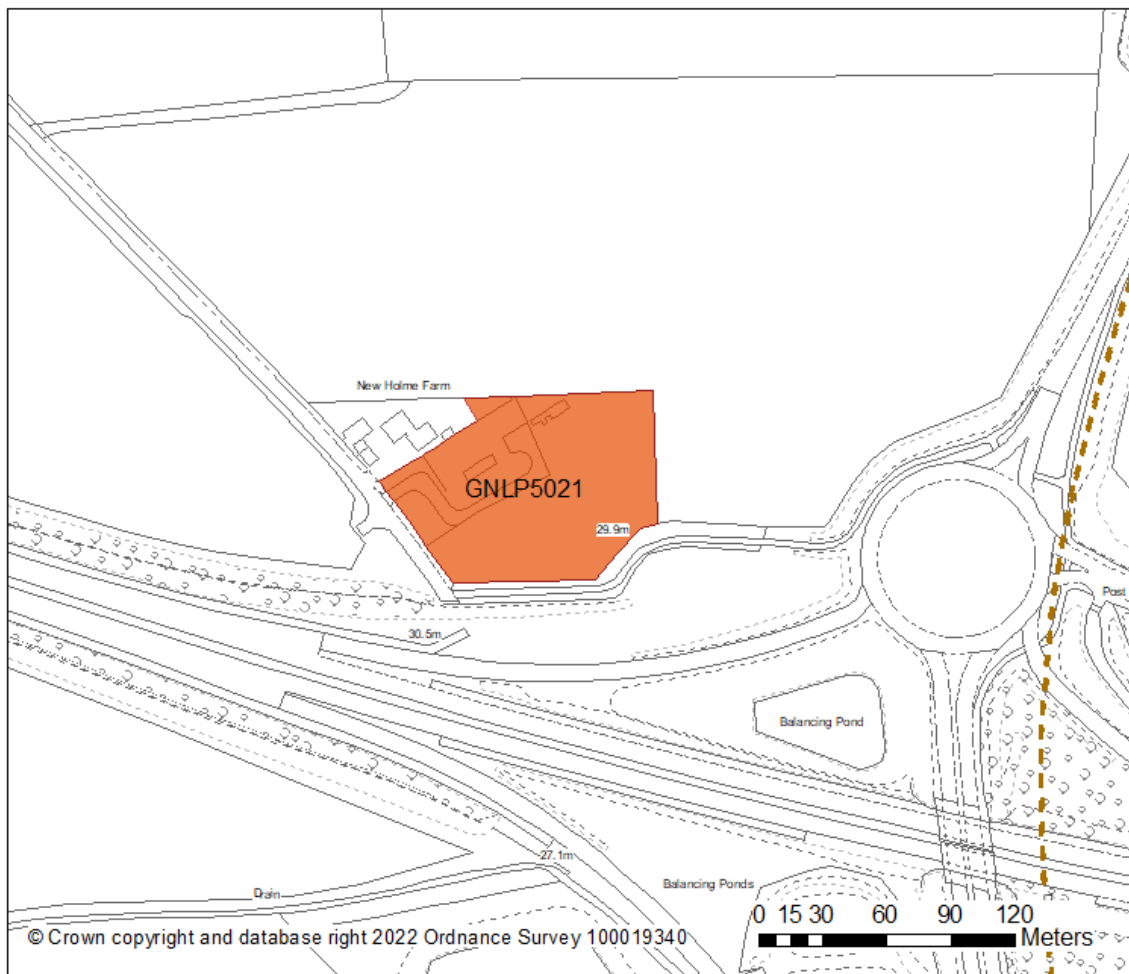 New Holme Farm
GNLP5021
29.9m
Post
30.5m
Balancing Pond
27.1m
Balancing Ponds
Drain
0 15 30 60 90 120
Meters
© Crown copyright and database right 2022 Ordnance Survey 100019340